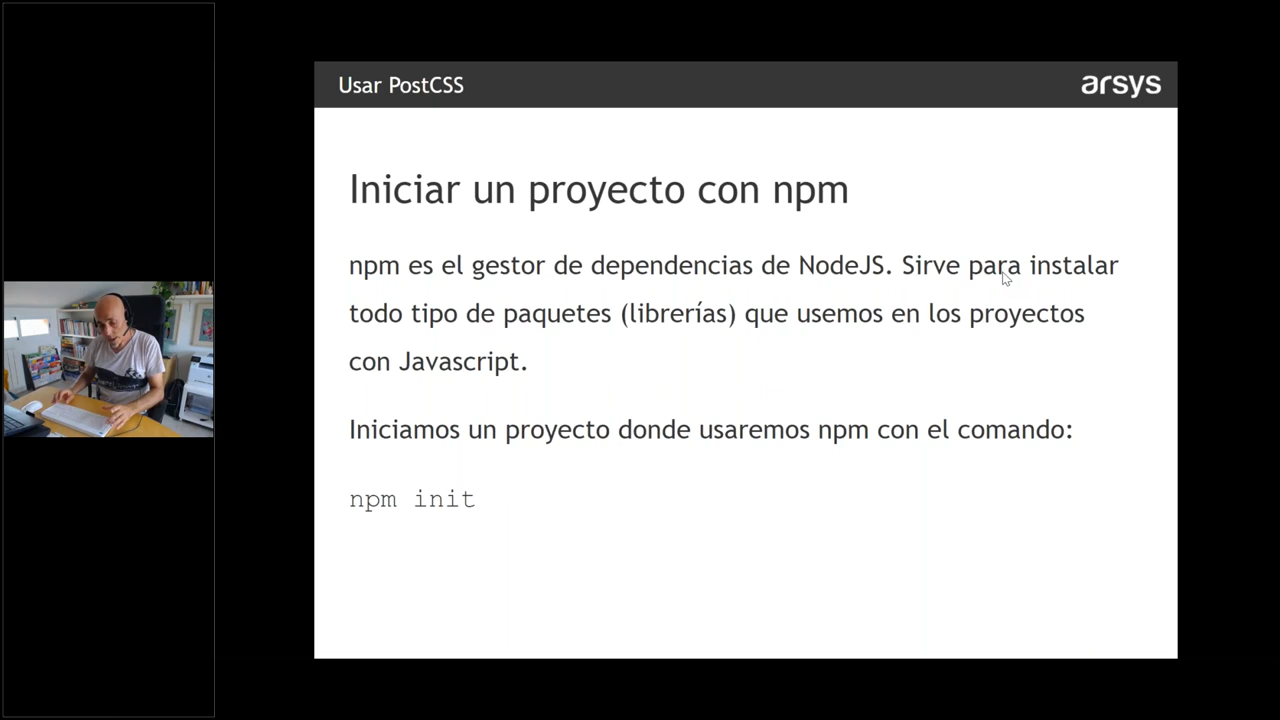 Usar PostCSS
arsys
Iniciar un proyecto con npm
npm es el gestor de dependencias de NodeJS. Sirve para instalar
todo tipo de paquetes (librerías) que usemos en los proyectos
con Javascript.
Iniciamos un proyecto donde usaremos npm con el comando:
npm init